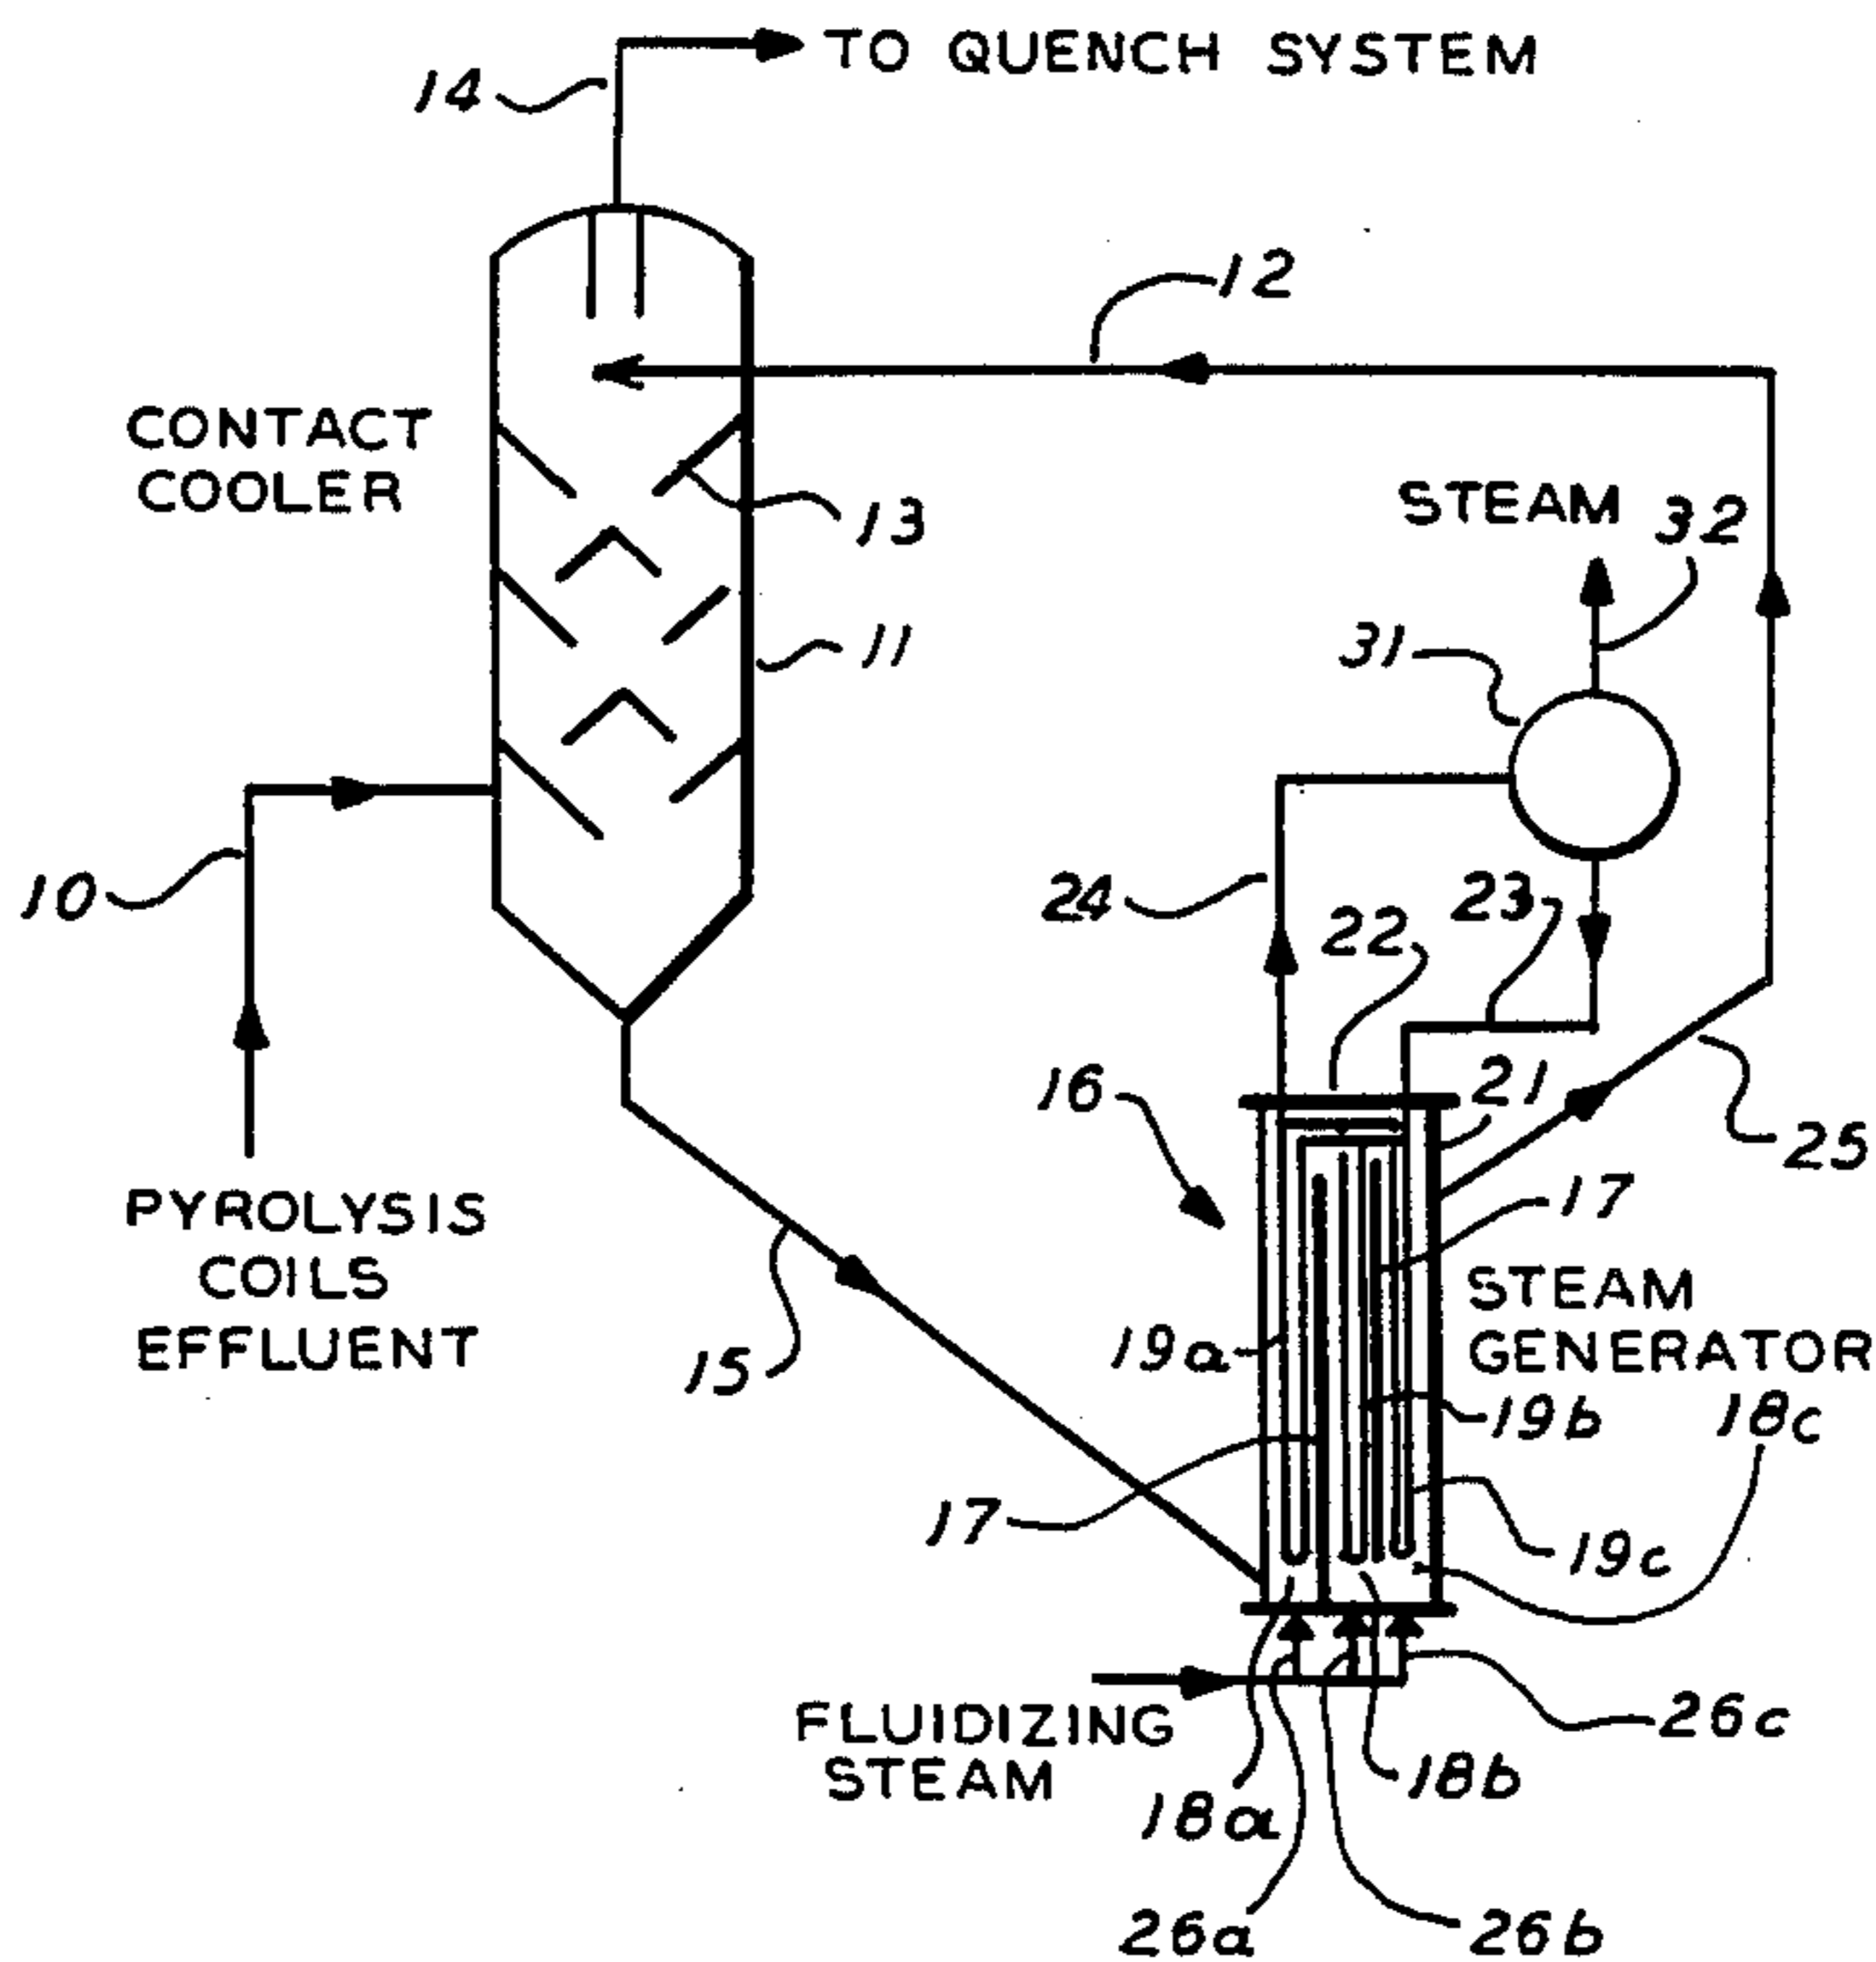 TO QUENCH SYSTEM
14
12
CONTACT
COOLER
13
STEAM
32
11
31
10
24
23
22
16
21
25
PYROLYSIS
COILS
EFFLUENT
17
STEAM
GENERATOR
15
19a
19b
18c
17
19c
FLUIDIZING
STEAM
26c
18a
18b
26a
26b